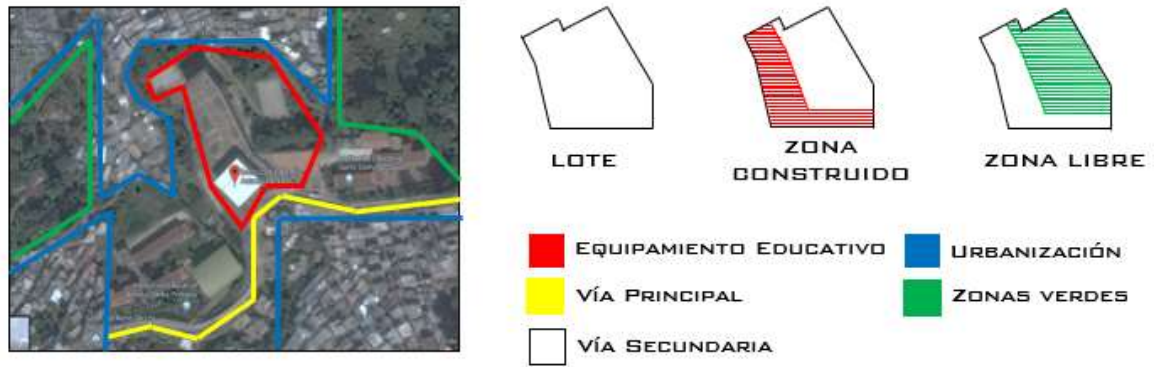 LOTE
ZONA
CONSTRUIDO
ZONA LIBRE
EQUIPAMIENTO EDUCATIVO
URBANIZACIÓN
VÍA PRINCIPAL
ZONAS VERDES
VÍA SECUNDARIA